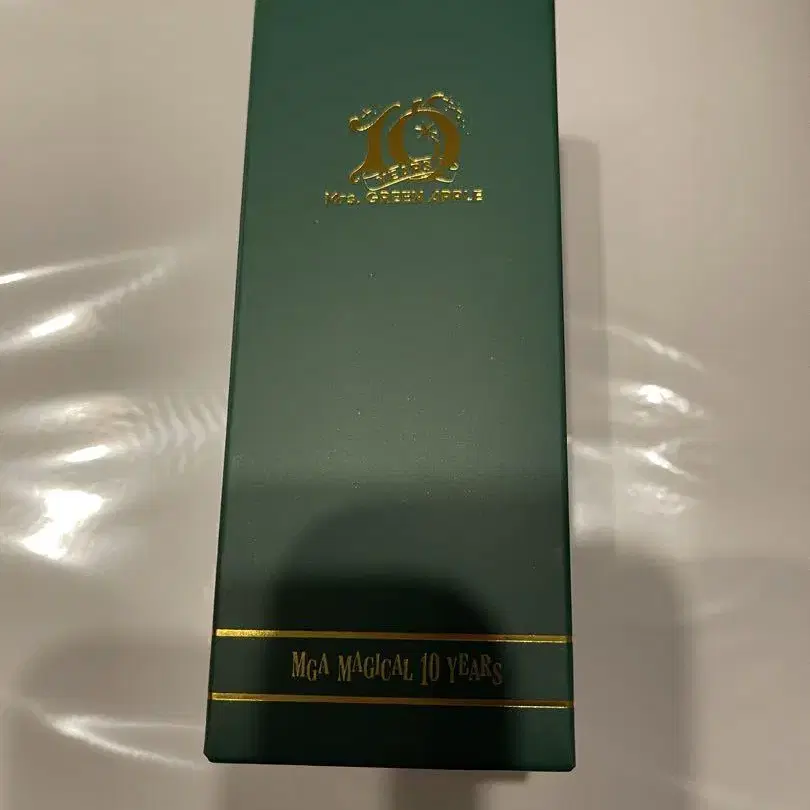 10
YEARS
Mrs. GREEN APPLE
MGA MAGICAL 10 YEARS